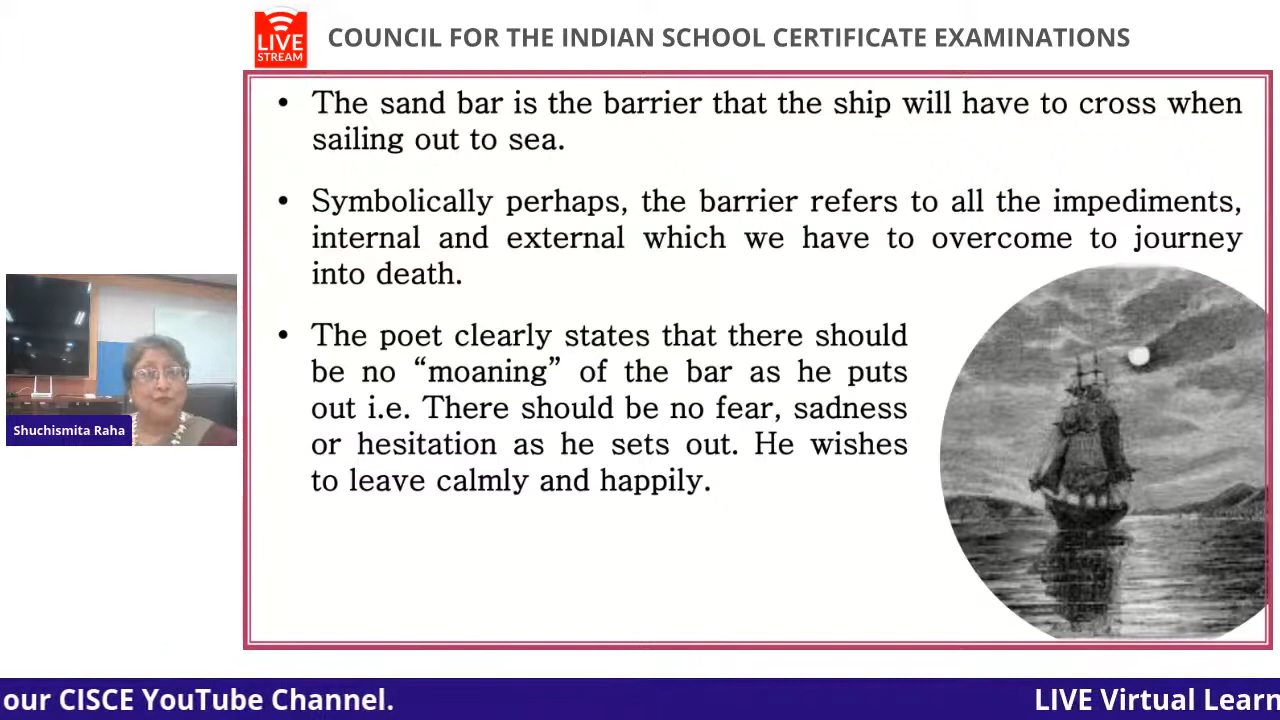 LIVE
STREAM
COUNCIL FOR THE INDIAN SCHOOL CERTIFICATE EXAMINATIONS
• The sand bar is the barrier that the ship will have to cross when
sailing out to sea.
• Symbolically perhaps, the barrier refers to all the impediments,
internal and external which we have to overcome to journey
into death.
• The poet clearly states that there should
be no “moaning” of the bar as he puts
out i.e. There should be no fear, sadness
or hesitation as he sets out. He wishes
to leave calmly and happily.
Shuchismita Raha
our CISCE YouTube Channel.
LIVE Virtual Learn